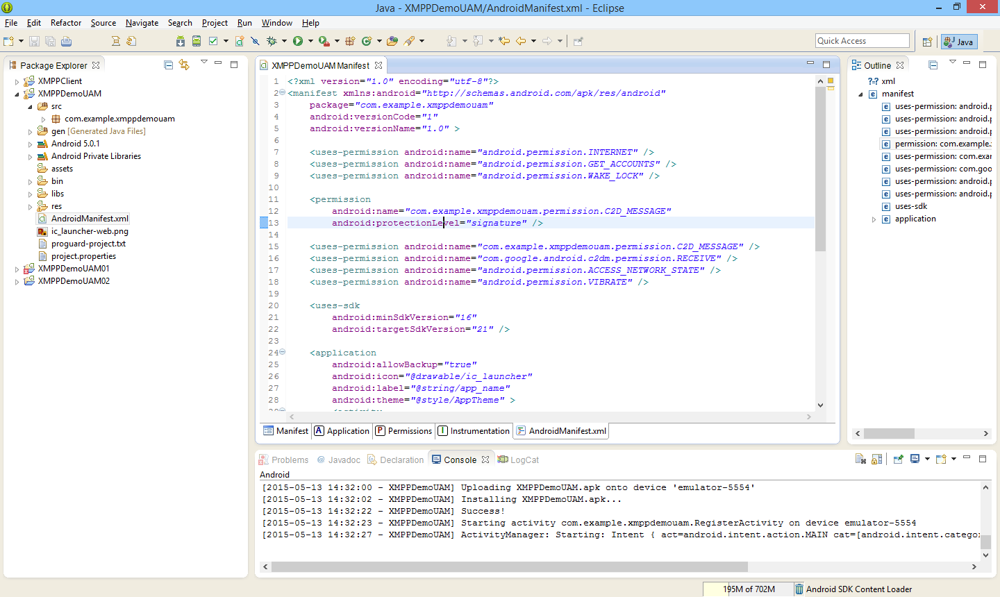 Java - XMPPDemoUAM/AndroidManifest.xml - Eclipse
File Edit Refactor Source Navigate Search Project Run Window Help
Quick Access
Java
Package Explorer
XMPPClient
XMPPDemoUAM
src
com.example.xmppdemouam
gen [Generated Java Files]
Android 5.0.1
Android Private Libraries
assets
bin
libs
res
AndroidManifest.xml
ic_launcher-web.png
proguard-project.txt
project.properties
XMPPDemoUAM01
XMPPDemoUAM02
XMPPDemoUAM Manifest
1 <?xml version="1.0" encoding="utf-8"?>
2 <manifest xmlns:android="http://schemas.android.com/apk/res/android"
3 package="com.example.xmppdemouam"
4 android:versionCode="1"
5 android:versionName="1.0" >
6
7 <uses-permission android:name="android.permission.INTERNET" />
8 <uses-permission android:name="android.permission.GET_ACCOUNTS" />
9 <uses-permission android:name="android.permission.WAKE_LOCK" />
10
11 <permission
12 android:name="com.example.xmppdemouam.permission.C2D_MESSAGE"
13 android:protectionLevel="signature" />
14
15 <uses-permission android:name="com.example.xmppdemouam.permission.C2D_MESSAGE" />
16 <uses-permission android:name="com.google.android.c2dm.permission.RECEIVE" />
17 <uses-permission android:name="android.permission.ACCESS_NETWORK_STATE" />
18 <uses-permission android:name="android.permission.VIBRATE" />
19
20 <uses-sdk
21 android:minSdkVersion="16"
22 android:targetSdkVersion="21" />
23
24 <application
25 android:allowBackup="true"
26 android:icon="@drawable/ic_launcher"
27 android:label="@string/app_name"
28 android:theme="@style/AppTheme" >
29 <activity
Manifest A Application P Permissions I Instrumentation AndroidManifest.xml
Outline
?=? xml
e manifest
e uses-permission: android.p
e uses-permission: android.p
e uses-permission: android.p
e permission: com.example.
e uses-permission: com.exar
e uses-permission: com.goo
e uses-permission: android.p
e uses-permission: android.p
e uses-sdk
e application
Problems @ Javadoc Declaration Console LogCat
Android
[2015-05-13 14:32:00 - XMPPDemoUAM] Uploading XMPPDemoUAM.apk onto device 'emulator-5554'
[2015-05-13 14:32:02 - XMPPDemoUAM] Installing XMPPDemoUAM.apk...
[2015-05-13 14:32:22 - XMPPDemoUAM] Success!
[2015-05-13 14:32:23 - XMPPDemoUAM] Starting activity com.example.xmppdemouam.RegisterActivity on device emulator-5554
[2015-05-13 14:32:27 - XMPPDemoUAM] ActivityManager: Starting: Intent { act=android.intent.action.MAIN cat=[android.intent.catego
195M of 702M
Android SDK Content Loader